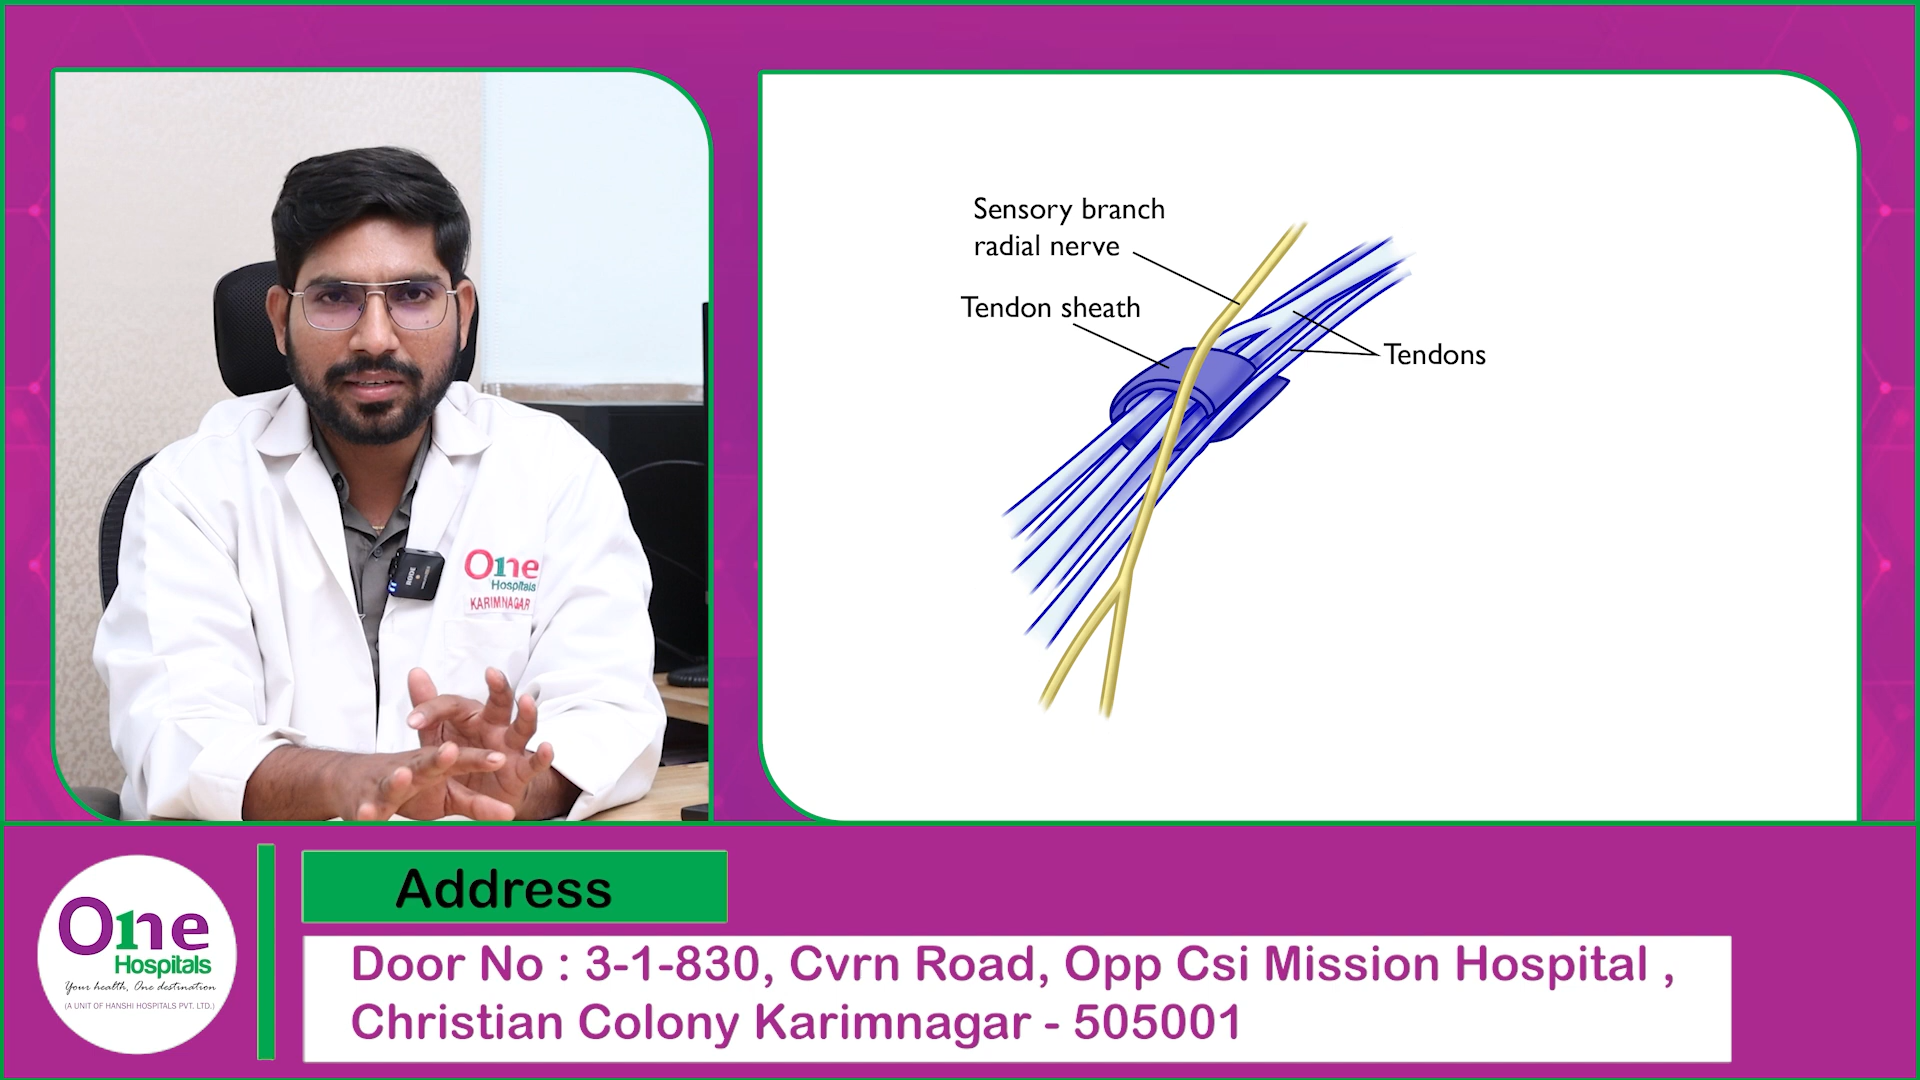 Sensory branch
radial nerve
Tendon sheath
Tendons
RODE
One
Hospitals
KARIMNAGAR
One
Hospitals
Your health, One destination
(A UNIT OF HANSHI HOSPITALS PVT. LTD.)
Address
Door No : 3-1-830, Cvrn Road, Opp Csi Mission Hospital ,
Christian Colony Karimnagar - 505001